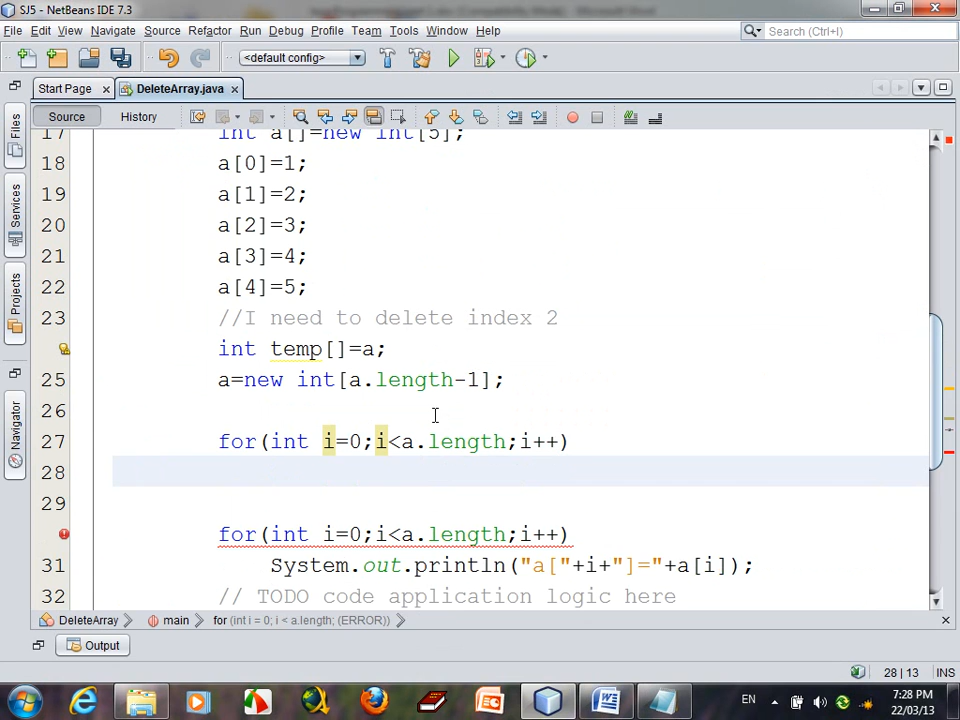 SJ5 - NetBeans IDE 7.3
File Edit View Navigate Source Refactor Run Debug Profile Team Tools Window Help
Search (Ctrl+I)
<default config>
Start Page
DeleteArray.java
Source History
Files
Services
Projects
Navigator
17 int a[]=new int[5];
18 a[0]=1;
19 a[1]=2;
20 a[2]=3;
21 a[3]=4;
22 a[4]=5;
23 //I need to delete index 2
int temp[]=a;
25 a=new int[a.length-1];
26
27 for(int i=0;i<a.length;i++)
28
29
for(int i=0;i<a.length;i++)
31 System.out.println("a["+i+"]="+a[i]);
32 // TODO code application logic here
DeleteArray main for (int i = 0; i < a.length; (ERROR))
Output
28 | 13 INS
EN
7:28 PM
22/03/13